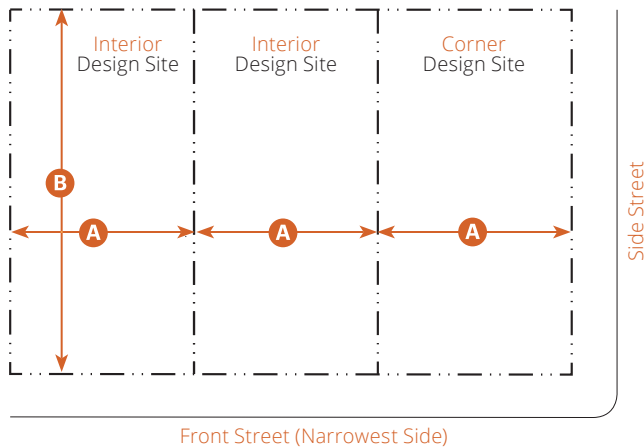 Interior
Design Site
Interior
Design Site
Corner
Design Site
B
A
A
A
Side Street
Front Street (Narrowest Side)